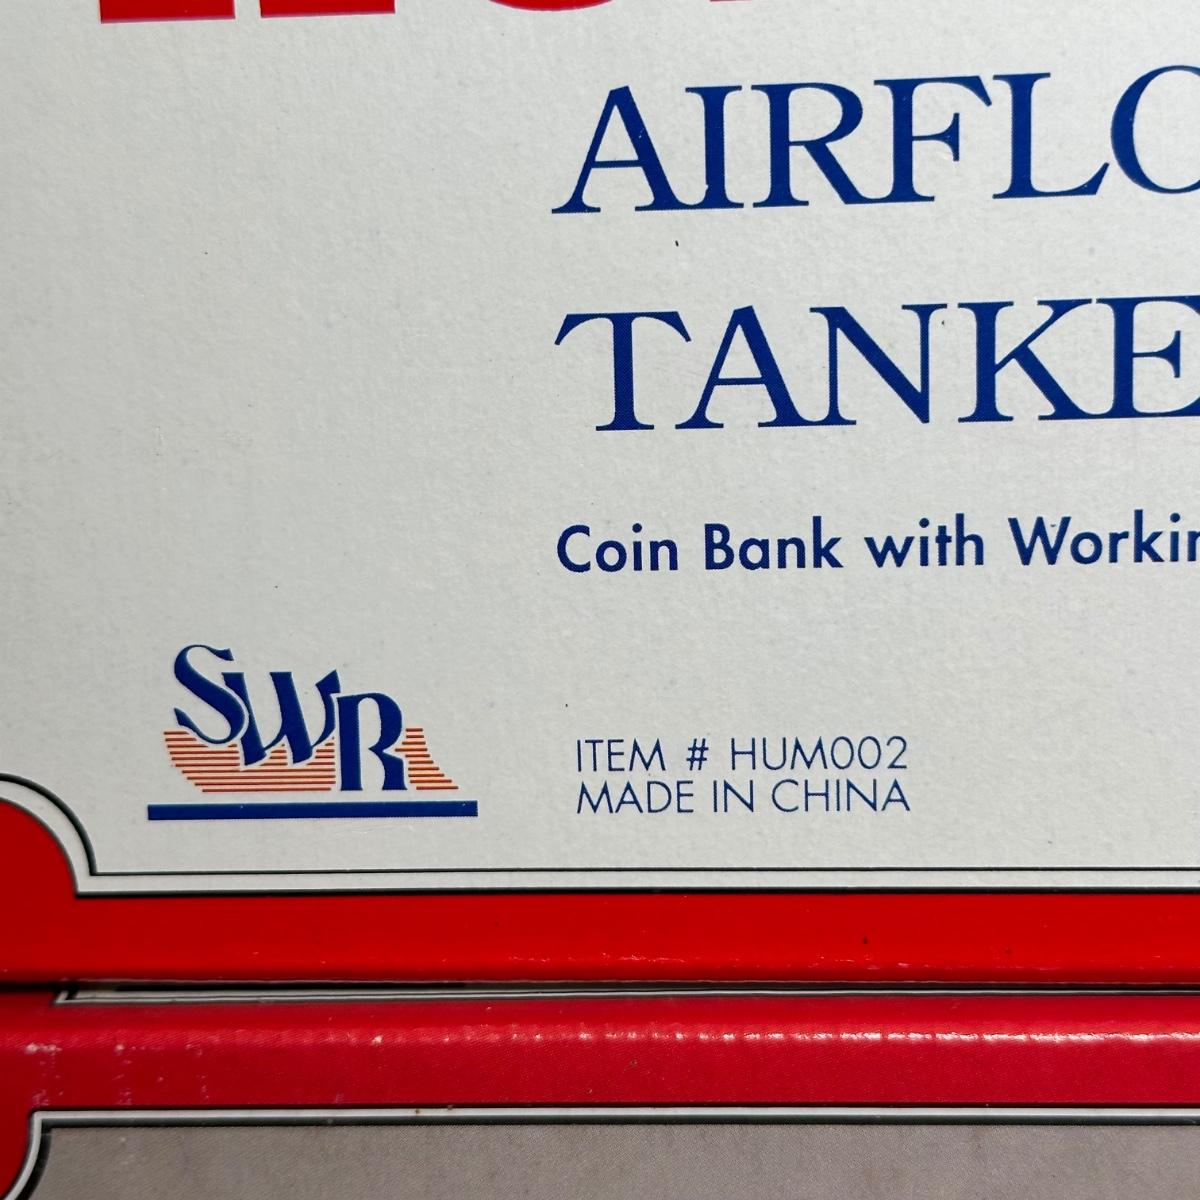 AIRFLO
TANKE
Coin Bank with Workin
SWR
ITEM # HUM002
MADE IN CHINA